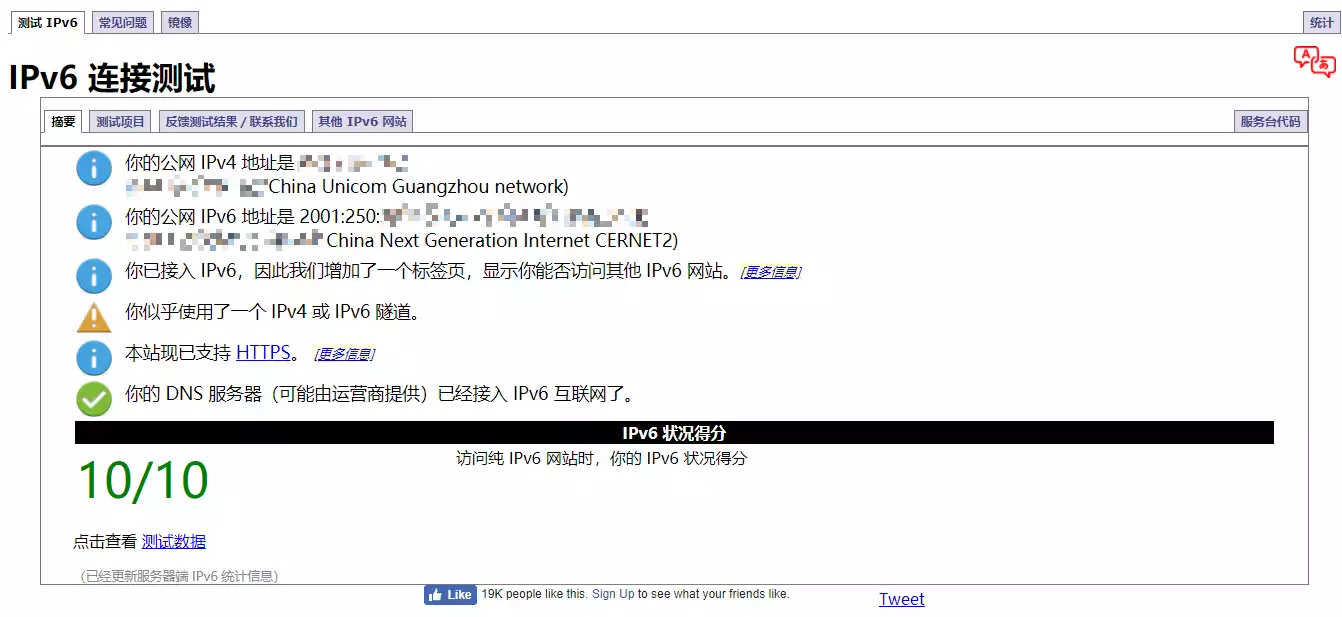 测试 IPv6 常见问题 镜像 统计
IPv6 连接测试
摘要 测试项目 反馈测试结果 / 联系我们 其他 IPv6 网站 服务台代码
你的公网 IPv4 地址是
China Unicom Guangzhou network)
你的公网 IPv6 地址是 2001:250:
China Next Generation Internet CERNET2)
你已接入 IPv6，因此我们增加了一个标签页，显示你能否访问其他 IPv6 网站。 [更多信息]
你似乎使用了一个 IPv4 或 IPv6 隧道。
本站现已支持 HTTPS。 [更多信息]
你的 DNS 服务器（可能由运营商提供）已经接入 IPv6 互联网了。
IPv6 状况得分
10/10 访问纯 IPv6 网站时，你的 IPv6 状况得分
点击查看 测试数据
(已经更新服务器端 IPv6 统计信息)
Like 19K people like this. Sign Up to see what your friends like. Tweet